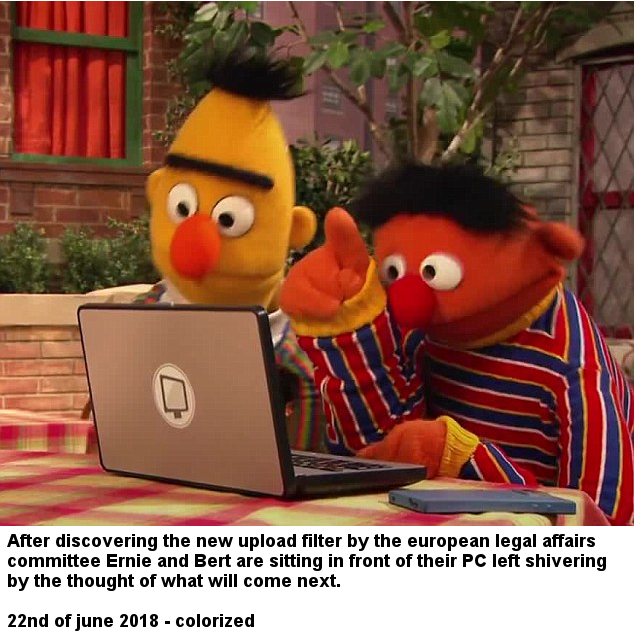 After discovering the new upload filter by the european legal affairs
committee Ernie and Bert are sitting in front of their PC left shivering
by the thought of what will come next.
22nd of june 2018 - colorized